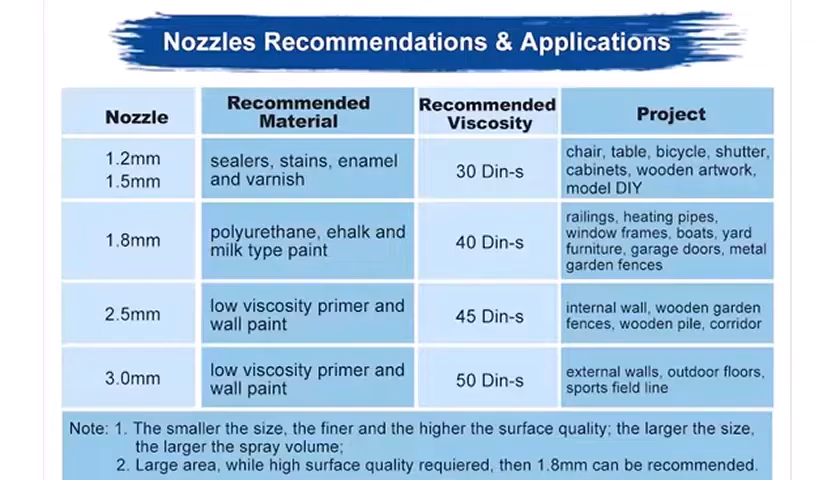 Nozzles Recommendations & Applications
Nozzle
Recommended
Material
Recommended
Viscosity
Project
1.2mm
1.5mm
sealers, stains, enamel
and varnish
30 Din-s
chair, table, bicycle, shutter,
cabinets, wooden artwork,
model DIY
1.8mm
polyurethane, ehalk and
milk type paint
40 Din-s
railings, heating pipes,
window frames, boats, yard
furniture, garage doors, metal
garden fences
2.5mm
low viscosity primer and
wall paint
45 Din-s
internal wall, wooden garden
fences, wooden pile, corridor
3.0mm
low viscosity primer and
wall paint
50 Din-s
external walls, outdoor floors,
sports field line
Note: 1. The smaller the size, the finer and the higher the surface quality; the larger the size,
the larger the spray volume;
2. Large area, while high surface quality requiered, then 1.8mm can be recommended.